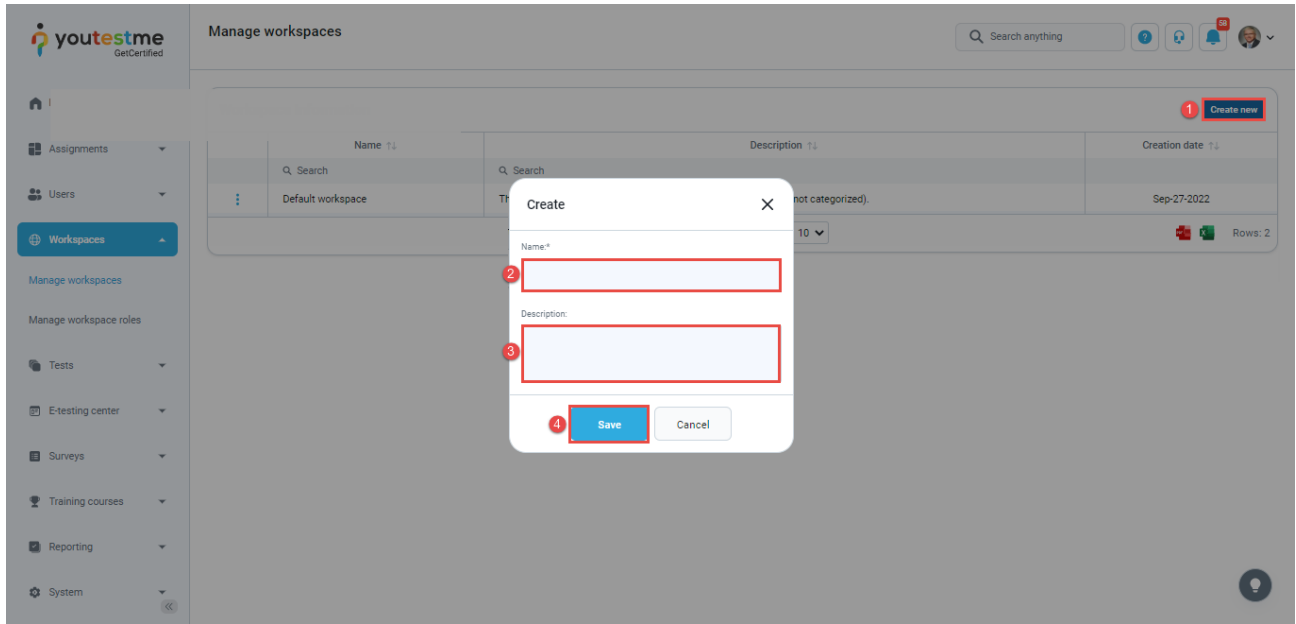 youtestme
GetCertified
Manage workspaces
Search anything
58
1
Create new
Assignments
Name
Description
Creation date
Search
Search
Users
Default workspace
not categorized).
Sep-27-2022
Create
Workspaces
10
Rows: 2
Name:*
2
Manage workspaces
Description:
Manage workspace roles
3
Tests
E-testing center
4
Save
Cancel
Surveys
Training courses
Reporting
System